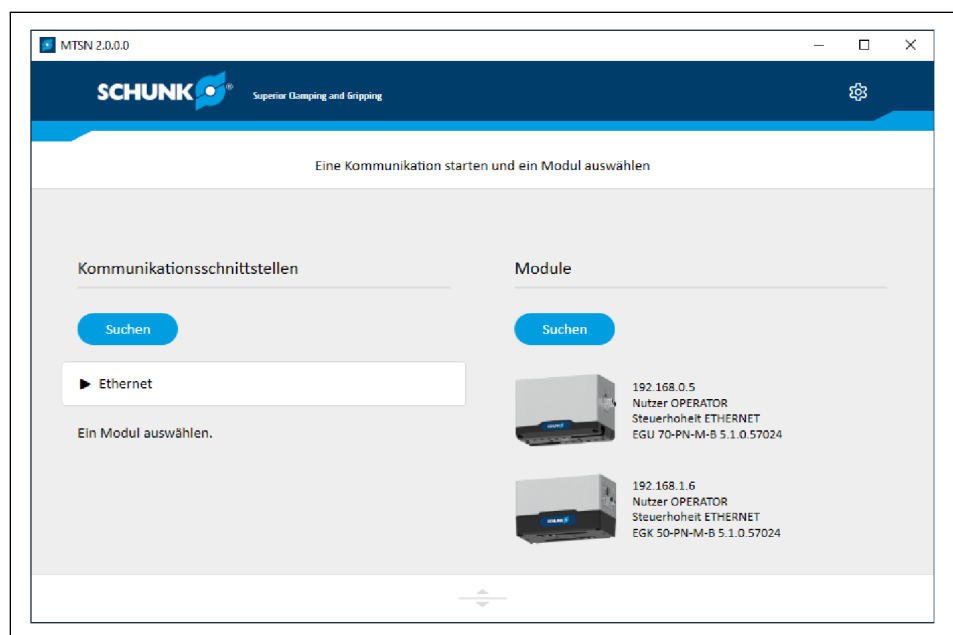 MTSN 2.0.0.0
SCHUNK ® Superior Clamping and Gripping
Eine Kommunikation starten und ein Modul auswählen
Kommunikationsschnittstellen
Suchen
Ethernet
Ein Modul auswählen.
Module
Suchen
192.168.0.5
Nutzer OPERATOR
Steuerhoheit ETHERNET
EGU 70-PN-M-B 5.1.0.57024
192.168.1.6
Nutzer OPERATOR
Steuerhoheit ETHERNET
EGK 50-PN-M-B 5.1.0.57024